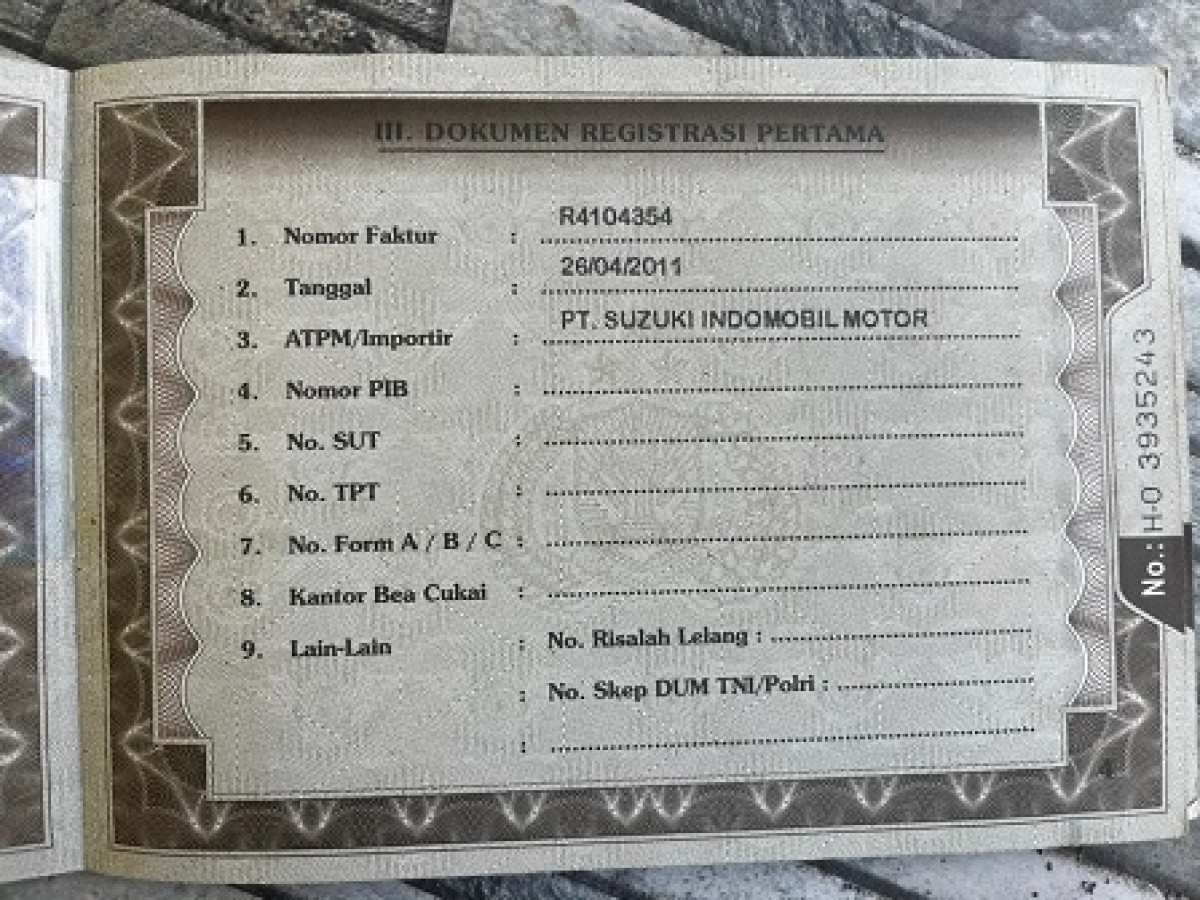 III. DOKUMEN REGISTRASI PERTAMA
1. Nomor Faktur : R4104354
2. Tanggal : 26/04/2011
3. ATPM/Importir : PT. SUZUKI INDOMOBIL MOTOR
4. Nomor PIB :
5. No. SUT :
6. No. TPT :
7. No. Form A / B / C :
8. Kantor Bea Cukai :
9. Lain-Lain : No. Risalah Lelang :
: No. Skep DUM TNI/Polri :
:
No.: H-0 3935243